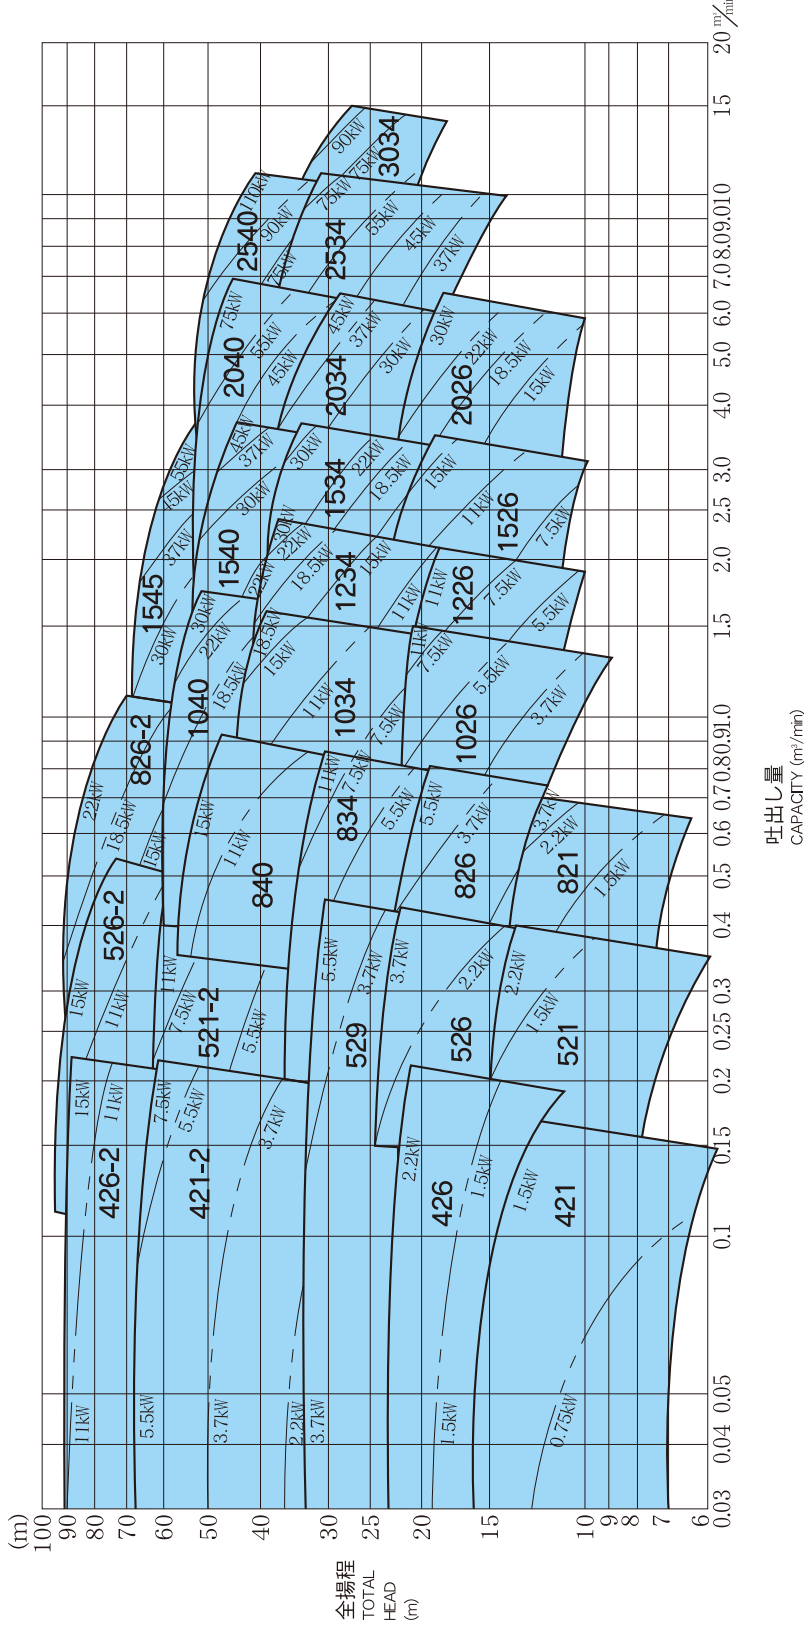 (m)
100
90
80
70
60
50
40
30
25
20
15
10
9
8
7
6
全揚程
TOTAL
HEAD
(m)
0.03
0.04
0.05
0.1
0.15
0.2
0.25
0.3
0.4
0.5
0.6
0.7
0.8
0.9
1.0
1.5
2.0
2.5
3.0
4.0
5.0
6.0
7.0
8.0
9.0
10
15
20
m³/min
吐出し量
CAPACITY (m³/min)
426-2
11kW
15kW
11kW
421-2
5.5kW
3.7kW
2.2kW
7.5kW
5.5kW
3.7kW
3.7kW
526-2
15kW
11kW
521-2
11kW
7.5kW
5.5kW
529
5.5kW
3.7kW
426
1.5kW
2.2kW
1.5kW
421
0.75kW
1.5kW
526
3.7kW
2.2kW
521
2.2kW
1.5kW
826-2
22kW
18.5kW
15kW
840
15kW
11kW
834
11kW
7.5kW
5.5kW
826
5.5kW
3.7kW
821
3.7kW
2.2kW
1.5kW
1545
55kW
45kW
37kW
30kW
1040
30kW
22kW
18.5kW
1034
18.5kW
15kW
11kW
7.5kW
1026
11kW
7.5kW
5.5kW
3.7kW
1540
45kW
37kW
30kW
22kW
1234
30kW
22kW
18.5kW
15kW
11kW
1226
11kW
7.5kW
5.5kW
1534
30kW
22kW
18.5kW
1526
15kW
11kW
7.5kW
2040
75kW
55kW
45kW
2034
45kW
37kW
30kW
2026
30kW
22kW
18.5kW
15kW
2540
110kW
90kW
75kW
2534
75kW
55kW
45kW
37kW
3034
90kW
75kW